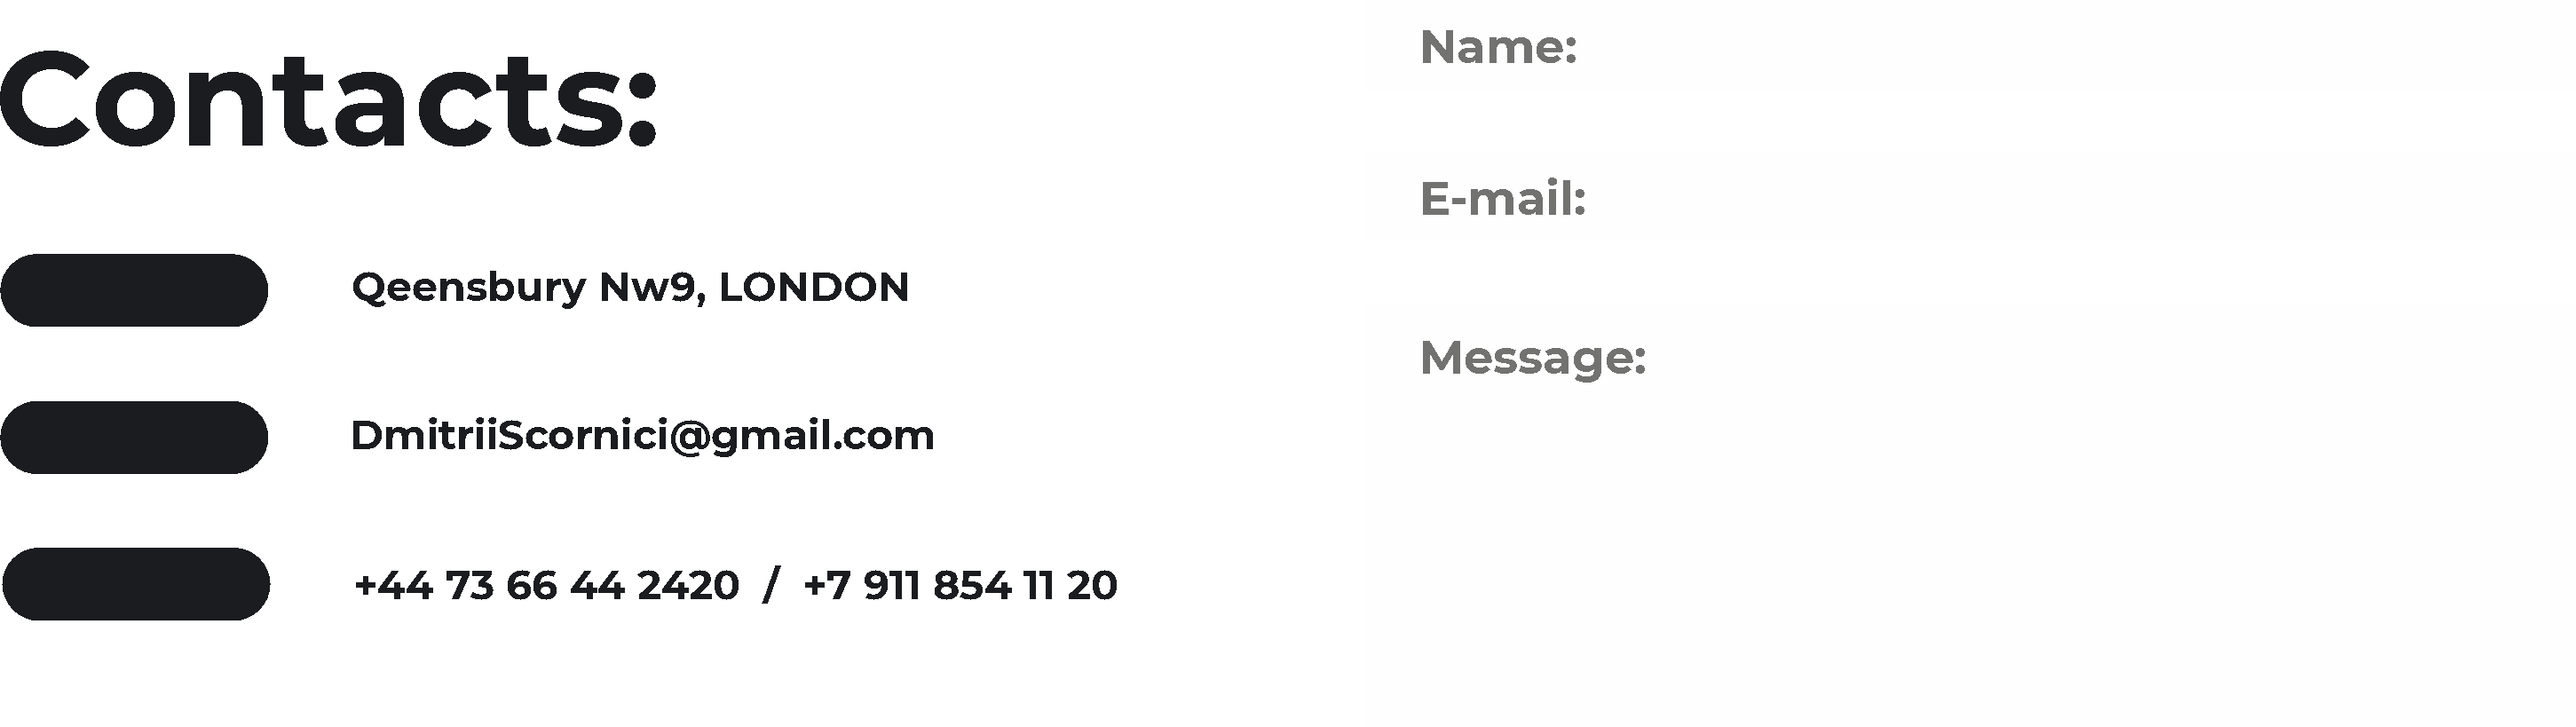 Contacts:
Qeensbury Nw9, LONDON
DmitriiScornici@gmail.com
+44 73 66 44 2420 / +7 911 854 11 20
Name:
E-mail:
Message: